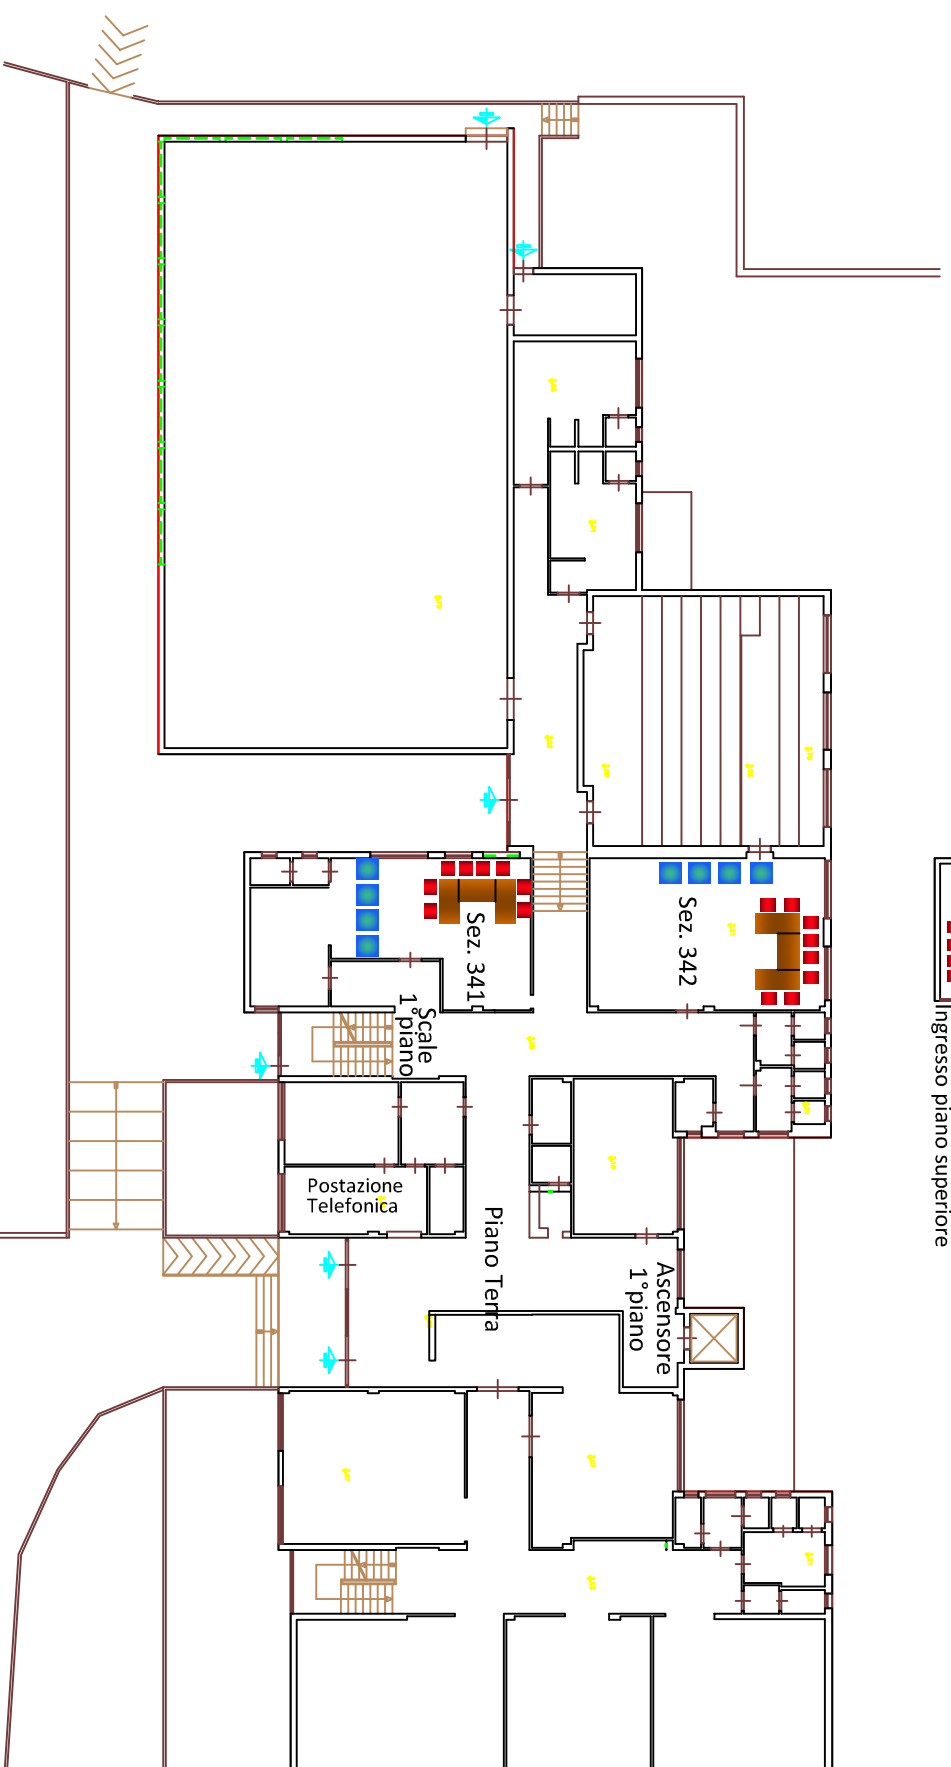 Sez. 342
Sez. 341
Scale
1°piano
Postazione
Telefonica
Piano Terra
Ascensore
1°piano
Ingresso piano superiore